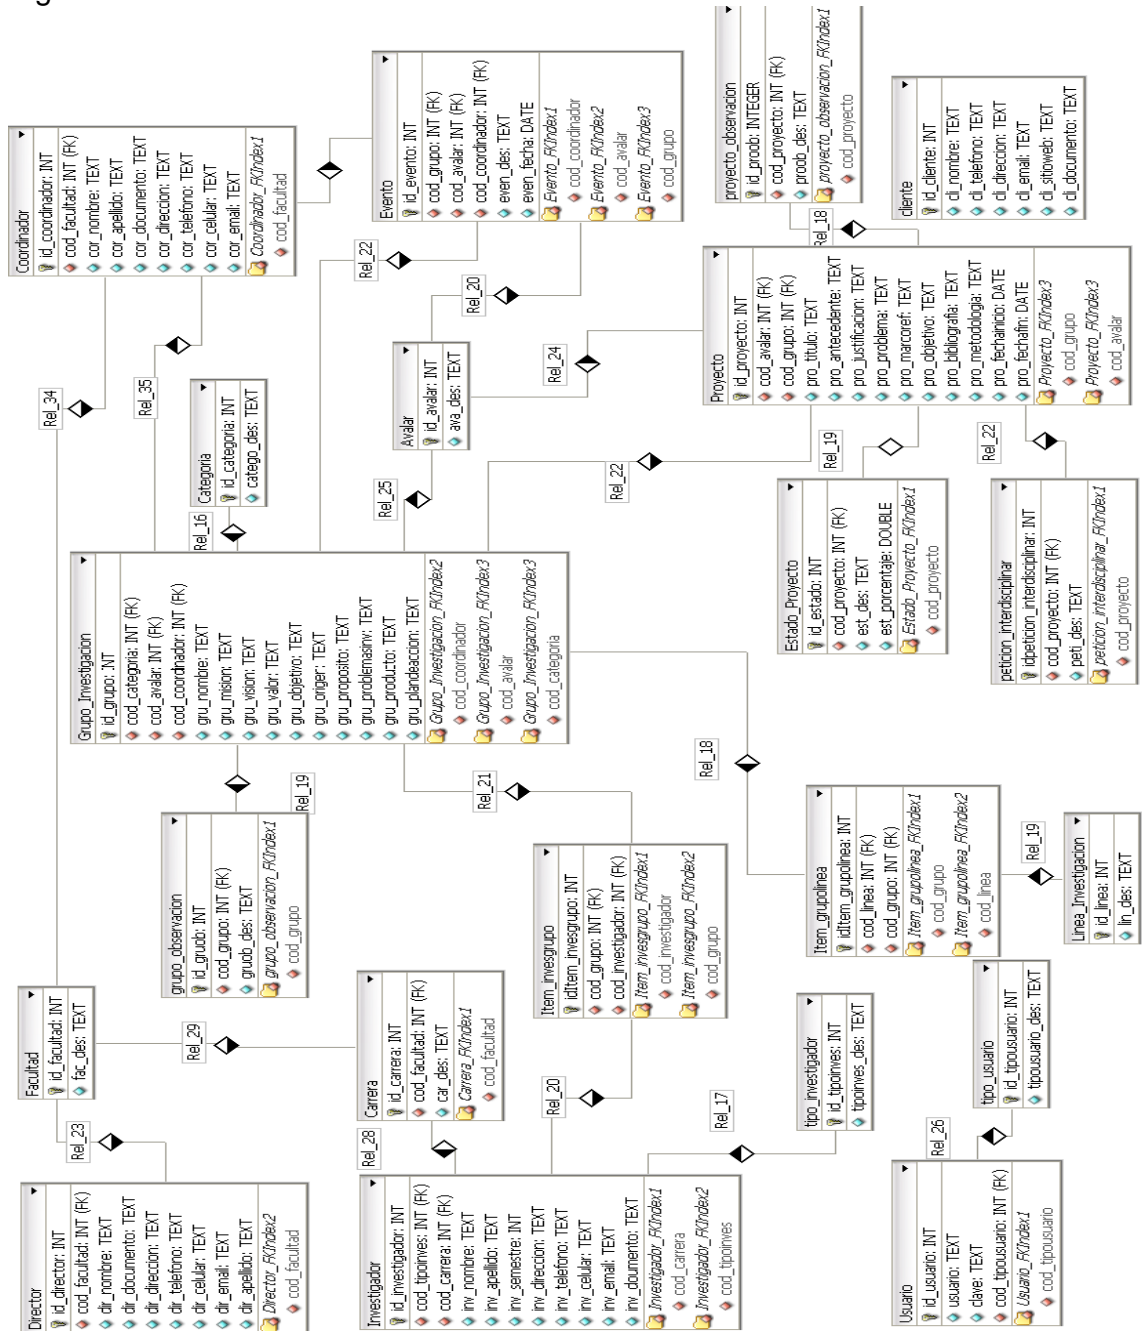 Coordinador
id_coordinador: INT
cod_facultad: INT (FK)
cor_nombre: TEXT
cor_apellido: TEXT
cor_documento: TEXT
cor_direccion: TEXT
cor_telefono: TEXT
cor_celular: TEXT
cor_email: TEXT
Coordinador_FKIndex1
cod_facultad
Evento
id_evento: INT
cod_grupo: INT (FK)
cod_avalar: INT (FK)
cod_coordinador: INT (FK)
even_des: TEXT
even_fecha: DATE
Evento_FKIndex1
cod_coordinador
Evento_FKIndex2
cod_avalar
Evento_FKIndex3
cod_grupo
proyecto_observacion
id_proob: INTEGER
cod_proyecto: INT (FK)
prob_des: TEXT
proyecto_observacion_FKIndex1
cod_proyecto
cliente
id_cliente: INT
cli_nombre: TEXT
cli_telefono: TEXT
cli_direccion: TEXT
cli_email: TEXT
cli_sitioweb: TEXT
cli_documento: TEXT
Rel_18
Rel_22
Rel_20
Rel_24
Rel_34
Rel_35
Categoria
id_categoria: INT
catego_des: TEXT
Rel_16
Avalar
id_avalar: INT
ava_des: TEXT
Rel_25
Proyecto
id_proyecto: INT
cod_avalar: INT (FK)
cod_grupo: INT (FK)
pro_titulo: TEXT
pro_antecedente: TEXT
pro_justificacion: TEXT
pro_problema: TEXT
pro_marcoref: TEXT
pro_objetivo: TEXT
pro_bibliografia: TEXT
pro_metodologia: TEXT
pro_fechainicio: DATE
pro_fechafin: DATE
Proyecto_FKIndex3
cod_grupo
Proyecto_FKIndex3
cod_avalar
Rel_22
Rel_19
Rel_22
Grupo_Investigacion
id_grupo: INT
cod_categoria: INT (FK)
cod_avalar: INT (FK)
cod_coordinador: INT (FK)
gru_nombre: TEXT
gru_mision: TEXT
gru_vision: TEXT
gru_valor: TEXT
gru_objetivo: TEXT
gru_origen: TEXT
gru_proposito: TEXT
gru_problemasinv: TEXT
gru_producto: TEXT
gru_plandeaccion: TEXT
Grupo_Investigacion_FKIndex2
cod_coordinador
Grupo_Investigacion_FKIndex3
cod_avalar
Grupo_Investigacion_FKIndex3
cod_categoria
Estado_Proyecto
id_estado: INT
cod_proyecto: INT (FK)
est_des: TEXT
est_porcentaje: DOUBLE
Estado_Proyecto_FKIndex1
cod_proyecto
peticion_interdisciplinar
idpeticion_interdisciplinar: INT
cod_proyecto: INT (FK)
peti_des: TEXT
peticion_interdisciplinar_FKIndex1
cod_proyecto
Rel_19
Rel_21
Rel_18
grupo_observacion
id_gruob: INT
cod_grupo: INT (FK)
gruob_des: TEXT
grupo_observacion_FKIndex1
cod_grupo
Item_invesgrupo
idItem_invesgrupo: INT
cod_grupo: INT (FK)
cod_investigador: INT (FK)
Item_invesgrupo_FKIndex1
cod_investigador
Item_invesgrupo_FKIndex2
cod_grupo
Item_grupolinea
idItem_grupolinea: INT
cod_linea: INT (FK)
cod_grupo: INT (FK)
Item_grupolinea_FKIndex1
cod_grupo
Item_grupolinea_FKIndex2
cod_linea
Rel_19
Linea_Investigacion
id_linea: INT
lin_des: TEXT
Facultad
id_facultad: INT
fac_des: TEXT
Rel_29
Rel_23
Carrera
id_carrera: INT
cod_facultad: INT (FK)
car_des: TEXT
Carrera_FKIndex1
cod_facultad
Rel_28
Rel_20
Rel_17
tipo_investigador
id_tipoinves: INT
tipoinves_des: TEXT
tipo_usuario
id_tipousuario: INT
tipousuario_des: TEXT
Rel_26
Director
id_director: INT
cod_facultad: INT (FK)
dir_nombre: TEXT
dir_documento: TEXT
dir_direccion: TEXT
dir_telefono: TEXT
dir_celular: TEXT
dir_email: TEXT
dir_apellido: TEXT
Director_FKIndex2
cod_facultad
Investigador
id_investigador: INT
cod_tipoinves: INT (FK)
cod_carrera: INT (FK)
inv_nombre: TEXT
inv_apellido: TEXT
inv_semestre: INT
inv_direccion: TEXT
inv_telefono: TEXT
inv_celular: TEXT
inv_email: TEXT
inv_doumento: TEXT
Investigador_FKIndex1
cod_carrera
Investigador_FKIndex2
cod_tipoinves
Usuario
id_usuario: INT
usuario: TEXT
clave: TEXT
cod_tipousuario: INT (FK)
Usuario_FKIndex1
cod_tipousuario